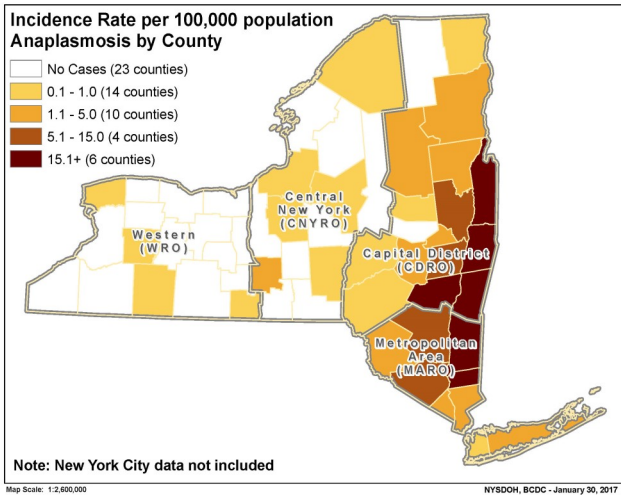 Incidence Rate per 100,000 population
Anaplasmosis by County
No Cases (23 counties)
0.1 - 1.0 (14 counties)
1.1 - 5.0 (10 counties)
5.1 - 15.0 (4 counties)
15.1+ (6 counties)
Central
New York
(CNYRO)
Western
(WRO)
Capital District
(CDRO)
Metropolitan
Area
(MARO)
Note: New York City data not included
Map Scale: 1:2,600,000
NYSDOH, BCDC - January 30, 2017